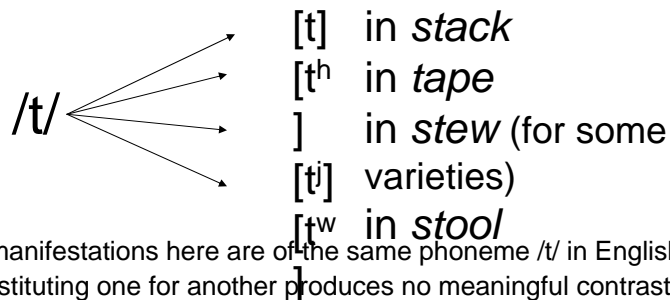 [t] in stack
[tʰ in tape
/t/
] in stew (for some
[tʲ] varieties)
[tʷ in stool
manifestations here are of the same phoneme /t/ in English
stituting one for another produces no meaningful contrast
]